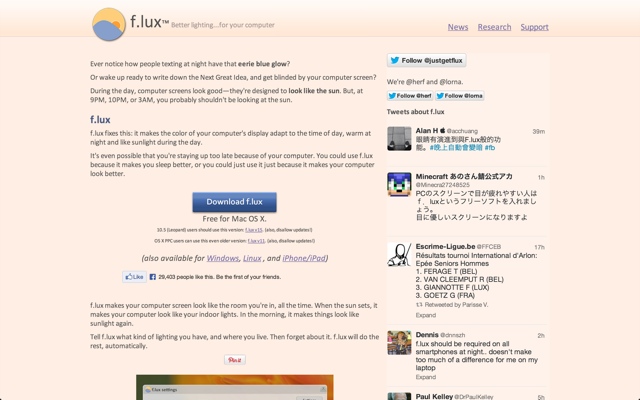 f.lux™ Better lighting...for your computer
News Research Support
Ever notice how people texting at night have that eerie blue glow?
Or wake up ready to write down the Next Great Idea, and get blinded by your computer screen?
During the day, computer screens look good—they're designed to look like the sun. But, at
9PM, 10PM, or 3AM, you probably shouldn't be looking at the sun.
f.lux
f.lux fixes this: it makes the color of your computer's display adapt to the time of day, warm at
night and like sunlight during the day.
It's even possible that you're staying up too late because of your computer. You could use f.lux
because it makes you sleep better, or you could just use it just because it makes your computer
look better.
Download f.lux
Free for Mac OS X.
10.5 (Leopard) users should use this version: f.lux v15. (also, disallow updates!)
OS X PPC users can use this even older version: f.lux v11. (also, disallow updates!)
(also available for Windows, Linux , and iPhone/iPad)
Like 29,403 people like this. Be the first of your friends.
f.lux makes your computer screen look like the room you're in, all the time. When the sun sets, it
makes your computer look like your indoor lights. In the morning, it makes things look like
sunlight again.
Tell f.lux what kind of lighting you have, and where you live. Then forget about it. f.lux will do the
rest, automatically.
Pin it
f.lux settings
Follow @justgetflux
We're @herf and @lorna.
Follow @herf Follow @lorna
Tweets about f.lux
Alan H @acchuang 39m
眼睛有演進到與F.lux般的功
能。#晚上自動會變眼 #fb
Minecraft あのさん鯖公式アカ 1h
@Minecra27248525
PCのスクリーンで目が疲れやすい人は
ｆ．luxというフリーソフトを入れましょ
う。
目に優しいスクリーンになりますよ
Escrime-Ligue.be @FFCEB 1h
Résultats tournoi International d'Arlon:
Epée Seniors Hommes
1. FERAGE T (BEL)
2. VAN CLEEMPUT R (BEL)
3. GIANNOTTE F (LUX)
4. GOETZ G (FRA)
Retweeted by Parisse V.
Expand
Dennis @dnnszh 2h
f.lux should be required on all
smartphones at night.. doesn't make
too much of a difference for me on my
laptop
Expand
Paul Kelley @DrPaulKelley 5h